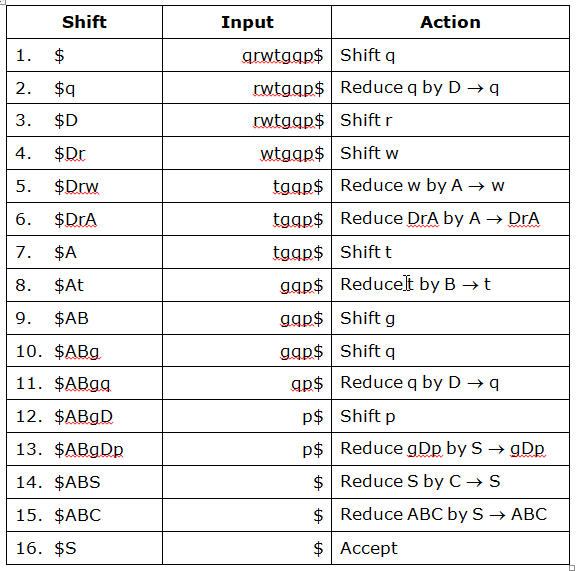 Shift Input Action
1. $ qrwtgqp$ Shift q
2. $q rwtgqp$ Reduce q by D → q
3. $D rwtgqp$ Shift r
4. $Dr wtgqp$ Shift w
5. $Drw tgqp$ Reduce w by A → w
6. $DrA tgqp$ Reduce DrA by A → DrA
7. $A tgqp$ Shift t
8. $At gqp$ Reduce t by B → t
9. $AB gqp$ Shift g
10. $ABg gqp$ Shift q
11. $ABgq qp$ Reduce q by D → q
12. $ABgD p$ Shift p
13. $ABgDp p$ Reduce gDp by S → gDp
14. $ABS $ Reduce S by C → S
15. $ABC $ Reduce ABC by S → ABC
16. $S $ Accept